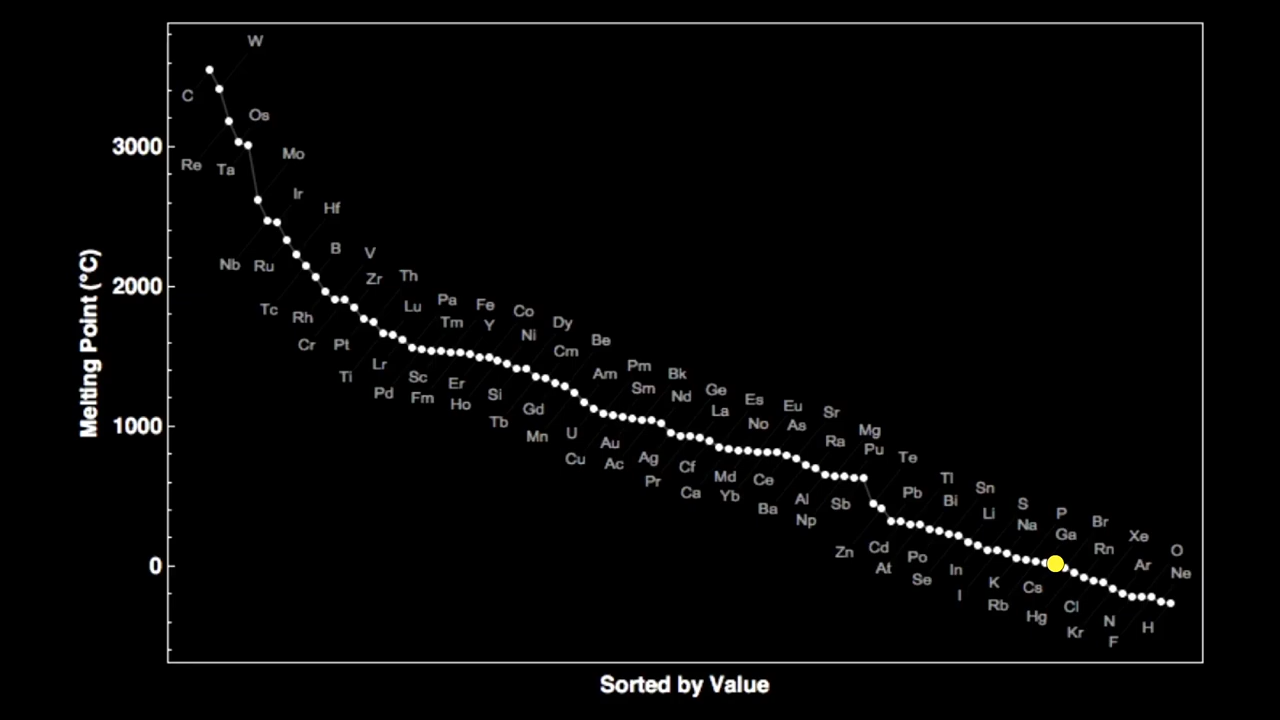 W
C
Os
3000
Mo
Re
Ta
Ir
Hf
B
V
Nb
Ru
Zr
Th
2000
Pa
Fe
Lu
Co
Tc
Rh
Tm
Y
Dy
Ni
Cr
Pt
Be
Cm
Ti
Lr
Pm
Bk
Am
Sc
Er
Sm
Pd
Fm
Ho
Si
Nd
Ge
Es
Eu
Sr
Gd
La
Tb
Mn
No
As
1000
U
Au
Ra
Mg
Pu
Cu
Ac
Ag
Te
Cf
Pr
Md
Ce
Tl
Ca
Yb
Pb
Sn
Ba
Al
Sb
Bi
S
Np
Li
P
Na
Br
Ga
Xe
Zn
Cd
Rn
O
Po
At
Ar
0
In
Ne
Se
K
Cs
I
Rb
Cl
Hg
N
H
Kr
F
Melting Point (°C)
Sorted by Value